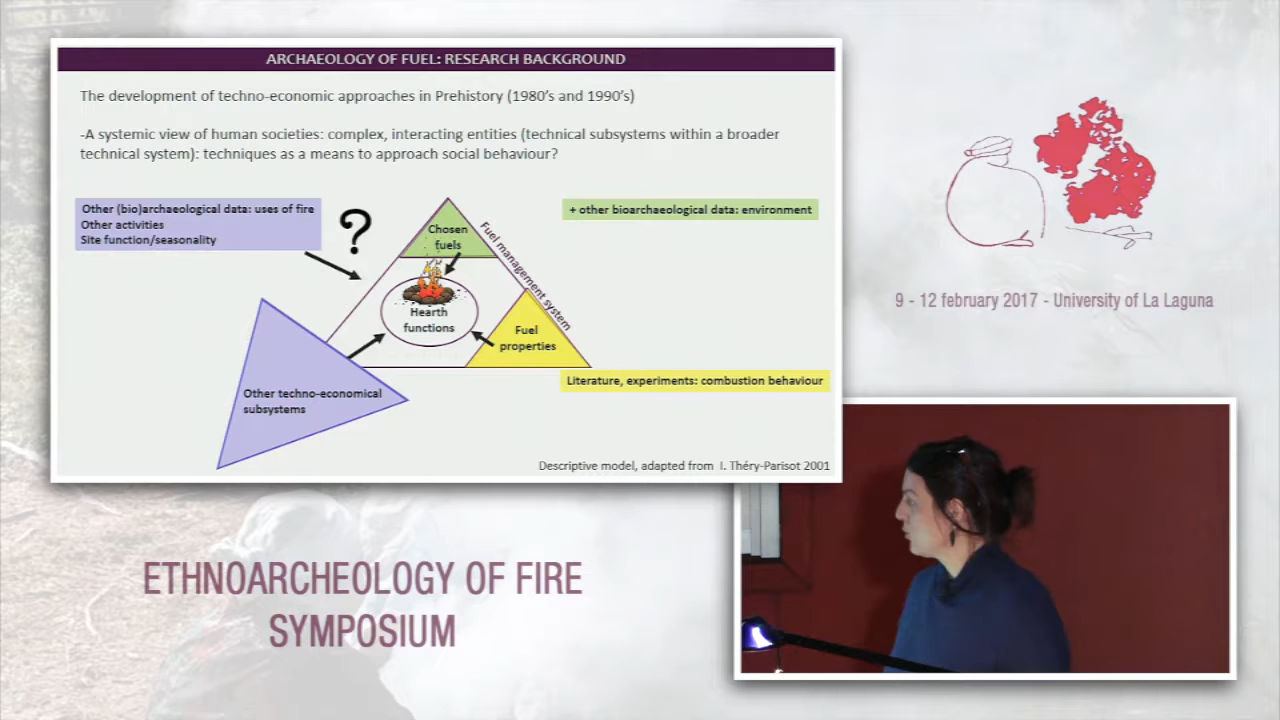 ARCHAEOLOGY OF FUEL: RESEARCH BACKGROUND
The development of techno-economic approaches in Prehistory (1980's and 1990's)
-A systemic view of human societies: complex, interacting entities (technical subsystems within a broader
technical system): techniques as a means to approach social behaviour?
Other (bio)archaeological data: uses of fire
Other activities
Site function/seasonality
?
Chosen
fuels
Fuel management system
+ other bioarchaeological data: environment
Hearth
functions
Fuel
properties
Other techno-economical
subsystems
Literature, experiments: combustion behaviour
Descriptive model, adapted from I. Théry-Parisot 2001
9 - 12 february 2017 - University of La Laguna
ETHNOARCHEOLOGY OF FIRE
SYMPOSIUM